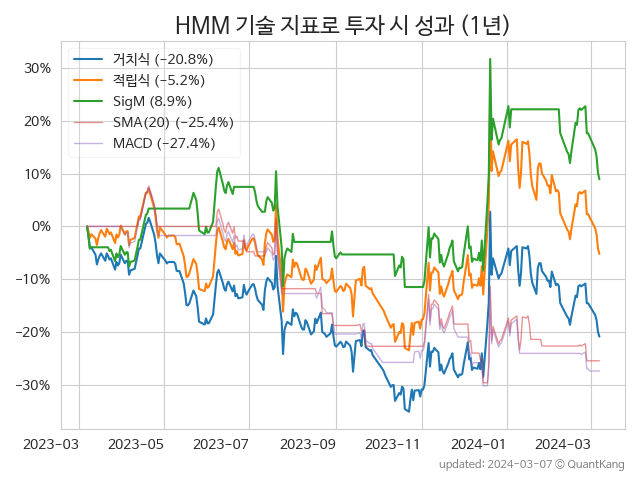 HMM 기술 지표로 투자 시 성과 (1년)
거치식 (−20.8%)
적립식 (−5.2%)
SigM (8.9%)
SMA(20) (−25.4%)
MACD (−27.4%)
30%
20%
10%
0%
−10%
−20%
−30%
2023-03 2023-05 2023-07 2023-09 2023-11 2024-01 2024-03
updated: 2024-03-07 © QuantKang